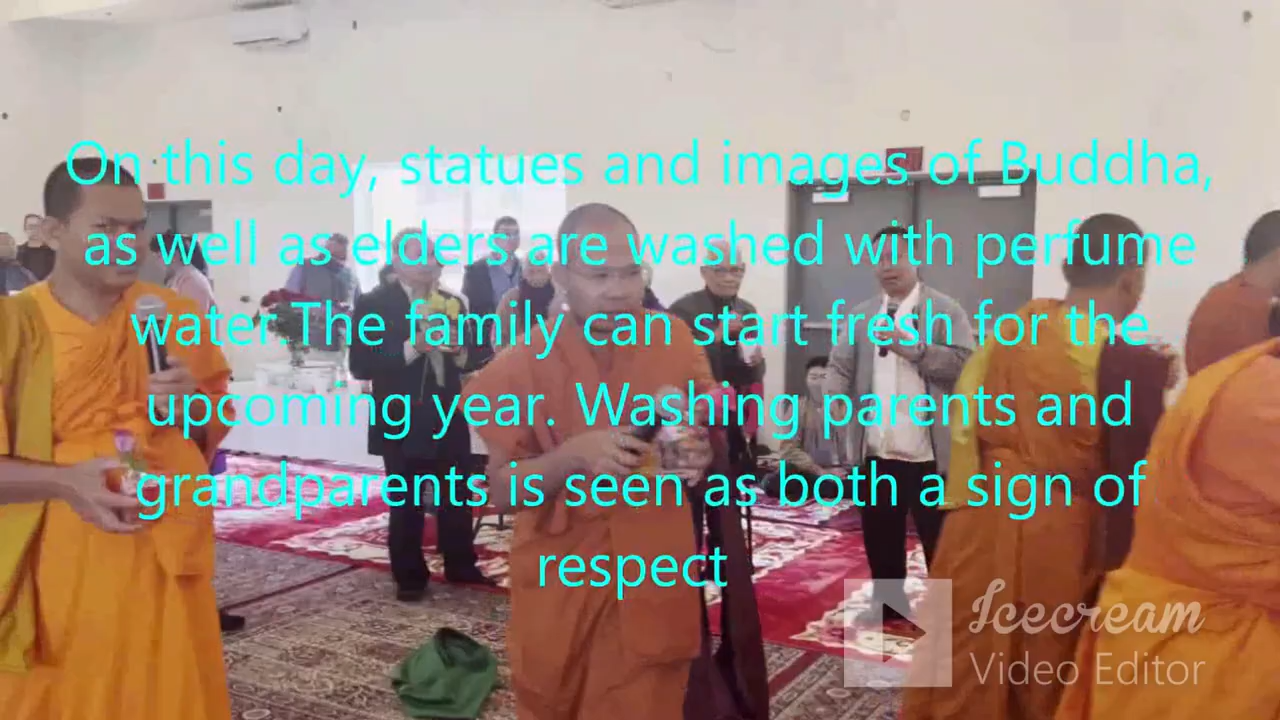 On this day, statues and images of Buddha,
as well as elders are washed with perfume
water.The family can start fresh for the
upcoming year. Washing parents and
grandparents is seen as both a sign of
respect
Icecream
Video Editor